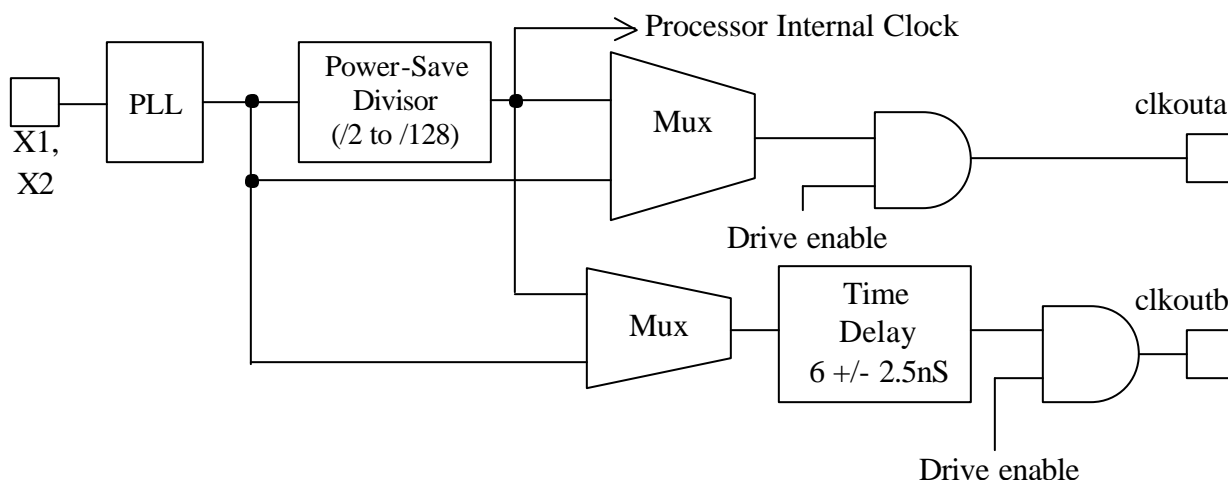 Processor Internal Clock
X1,
X2
PLL
Power-Save
Divisor
(/2 to /128)
Mux
Drive enable
clkouta
Mux
Time
Delay
6 +/- 2.5nS
Drive enable
clkoutb